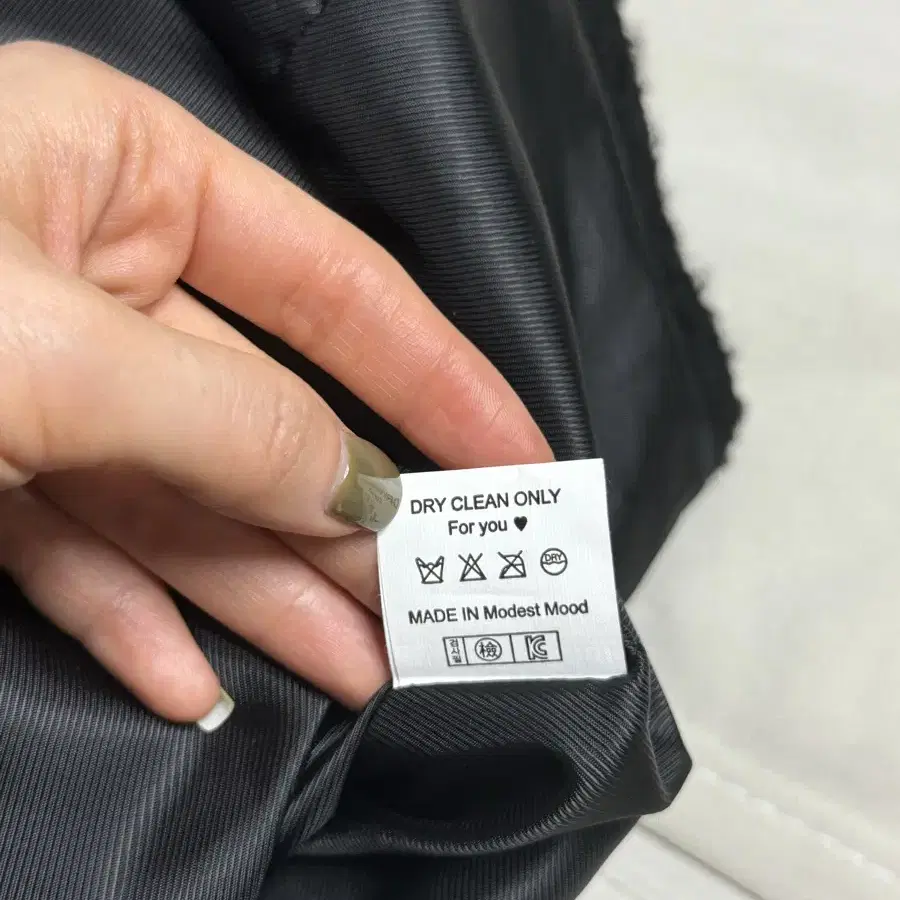 DRY CLEAN ONLY
For you ♥
DRY
MADE IN Modest Mood
검사필 檢 KC